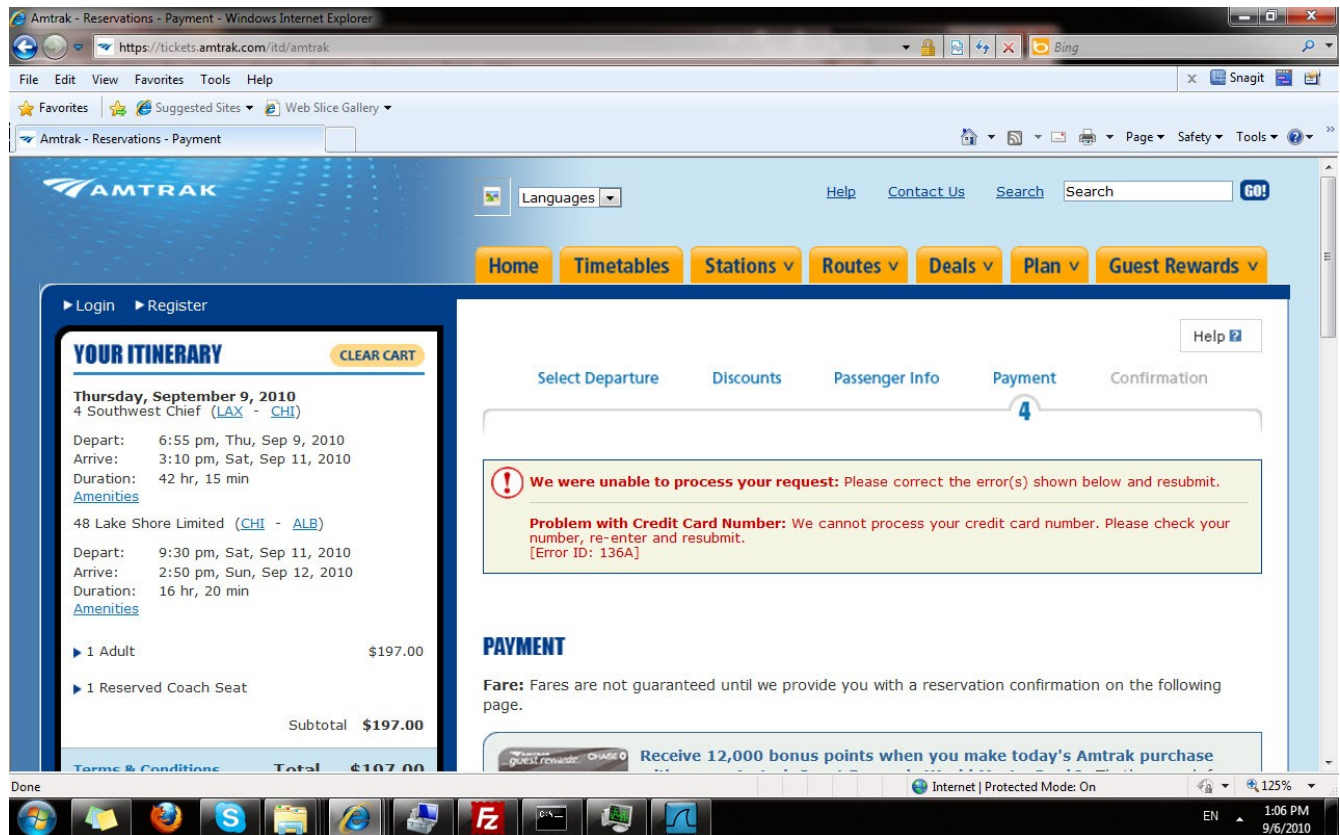 Amtrak - Reservations - Payment - Windows Internet Explorer
https://tickets.amtrak.com/itd/amtrak
Bing
File Edit View Favorites Tools Help
x Snagit
Favorites Suggested Sites Web Slice Gallery
Amtrak - Reservations - Payment
Page Safety Tools
AMTRAK
Languages
Help Contact Us Search Search GO!
Home Timetables Stations v Routes v Deals v Plan v Guest Rewards v
Login Register
YOUR ITINERARY
CLEAR CART
Thursday, September 9, 2010
4 Southwest Chief (LAX - CHI)
Depart: 6:55 pm, Thu, Sep 9, 2010
Arrive: 3:10 pm, Sat, Sep 11, 2010
Duration: 42 hr, 15 min
Amenities
48 Lake Shore Limited (CHI - ALB)
Depart: 9:30 pm, Sat, Sep 11, 2010
Arrive: 2:50 pm, Sun, Sep 12, 2010
Duration: 16 hr, 20 min
Amenities
1 Adult $197.00
1 Reserved Coach Seat
Subtotal $197.00
Terms & Conditions Total $197.00
Help ?
Select Departure Discounts Passenger Info Payment Confirmation
4
We were unable to process your request: Please correct the error(s) shown below and resubmit.
Problem with Credit Card Number: We cannot process your credit card number. Please check your
number, re-enter and resubmit.
[Error ID: 136A]
PAYMENT
Fare: Fares are not guaranteed until we provide you with a reservation confirmation on the following
page.
guest rewards CHASE
Receive 12,000 bonus points when you make today's Amtrak purchase
Done
Internet | Protected Mode: On
125%
EN
1:06 PM
9/6/2010